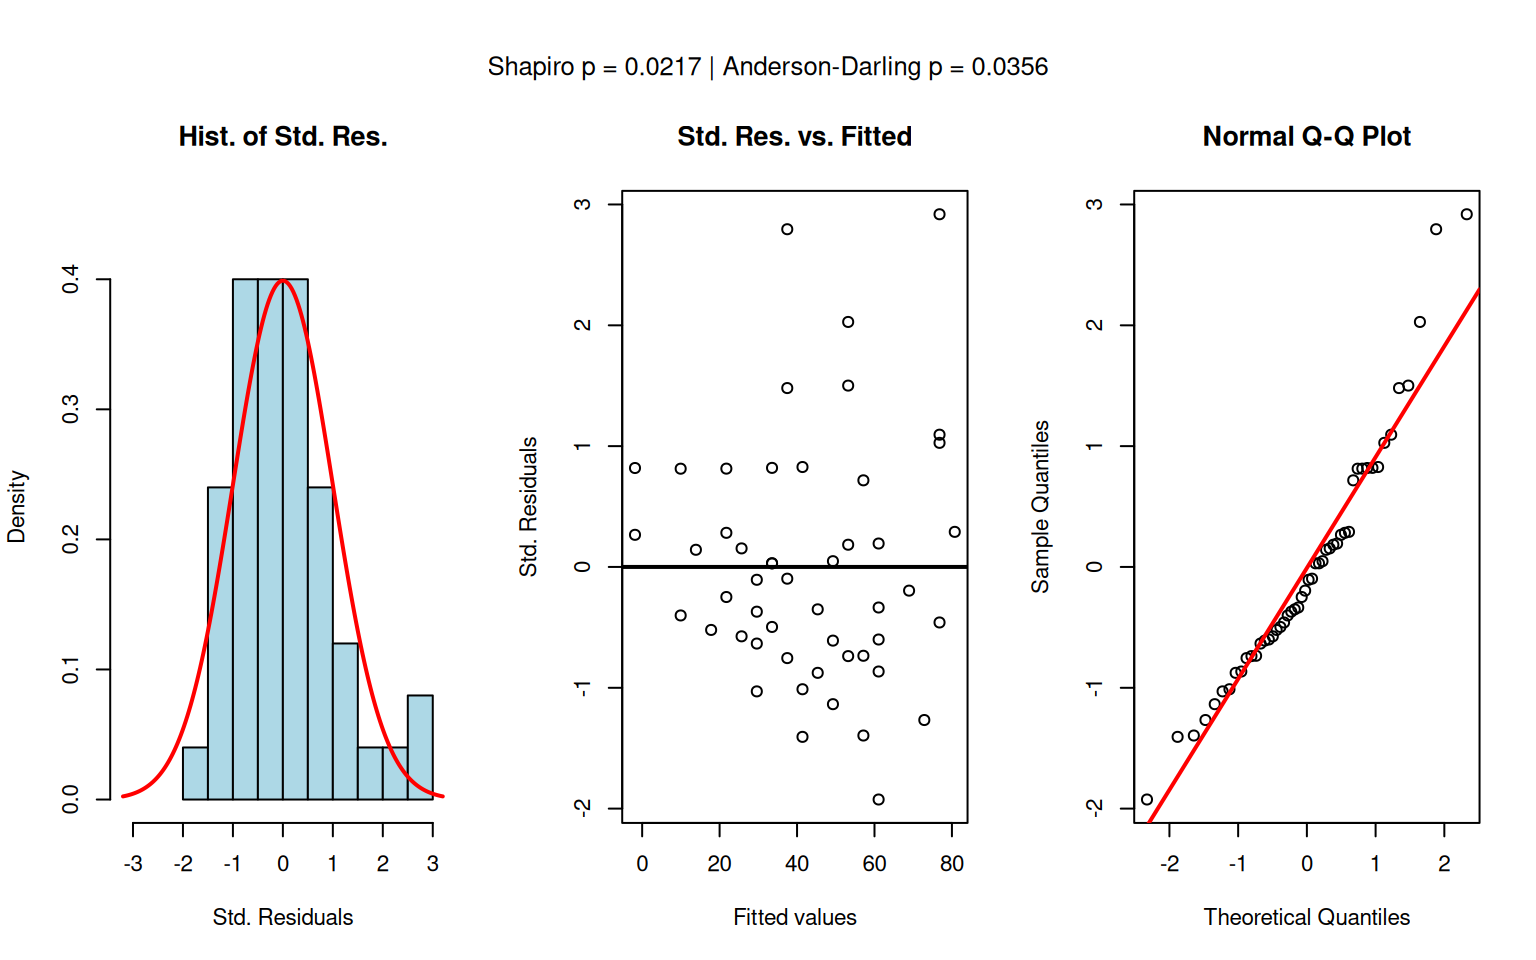 Shapiro p = 0.0217 | Anderson-Darling p = 0.0356
Hist. of Std. Res.
Density
0.0 0.1 0.2 0.3 0.4
-3 -2 -1 0 1 2 3
Std. Residuals
Std. Res. vs. Fitted
Std. Residuals
-2 -1 0 1 2 3
0 20 40 60 80
Fitted values
Normal Q-Q Plot
Sample Quantiles
-2 -1 0 1 2 3
-2 -1 0 1 2
Theoretical Quantiles